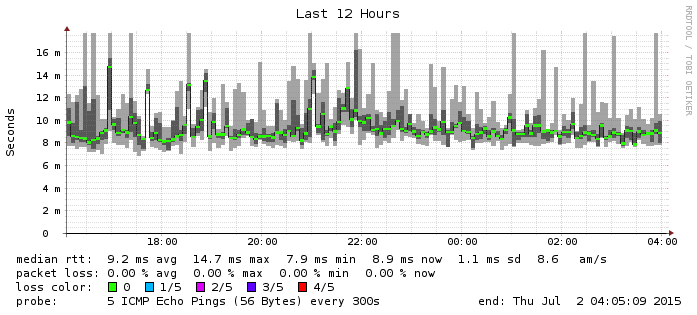 Last 12 Hours
RRDTOOL / TOBI OETIKER
Seconds
16 m
14 m
12 m
10 m
8 m
6 m
4 m
2 m
0
18:00 20:00 22:00 00:00 02:00 04:00
median rtt: 9.2 ms avg 14.7 ms max 7.9 ms min 8.9 ms now 1.1 ms sd 8.6 am/s
packet loss: 0.00 % avg 0.00 % max 0.00 % min 0.00 % now
loss color: 0 1/5 2/5 3/5 4/5
probe: 5 ICMP Echo Pings (56 Bytes) every 300s end: Thu Jul 2 04:05:09 2015